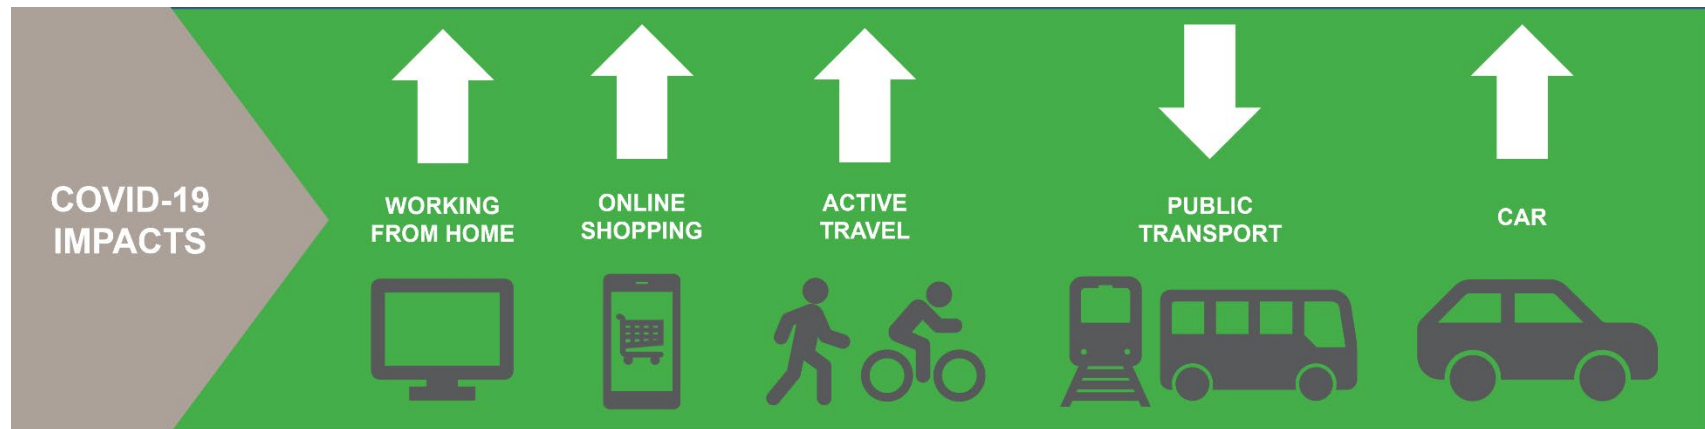 COVID-19
IMPACTS
WORKING
FROM HOME
ONLINE
SHOPPING
ACTIVE
TRAVEL
PUBLIC
TRANSPORT
CAR